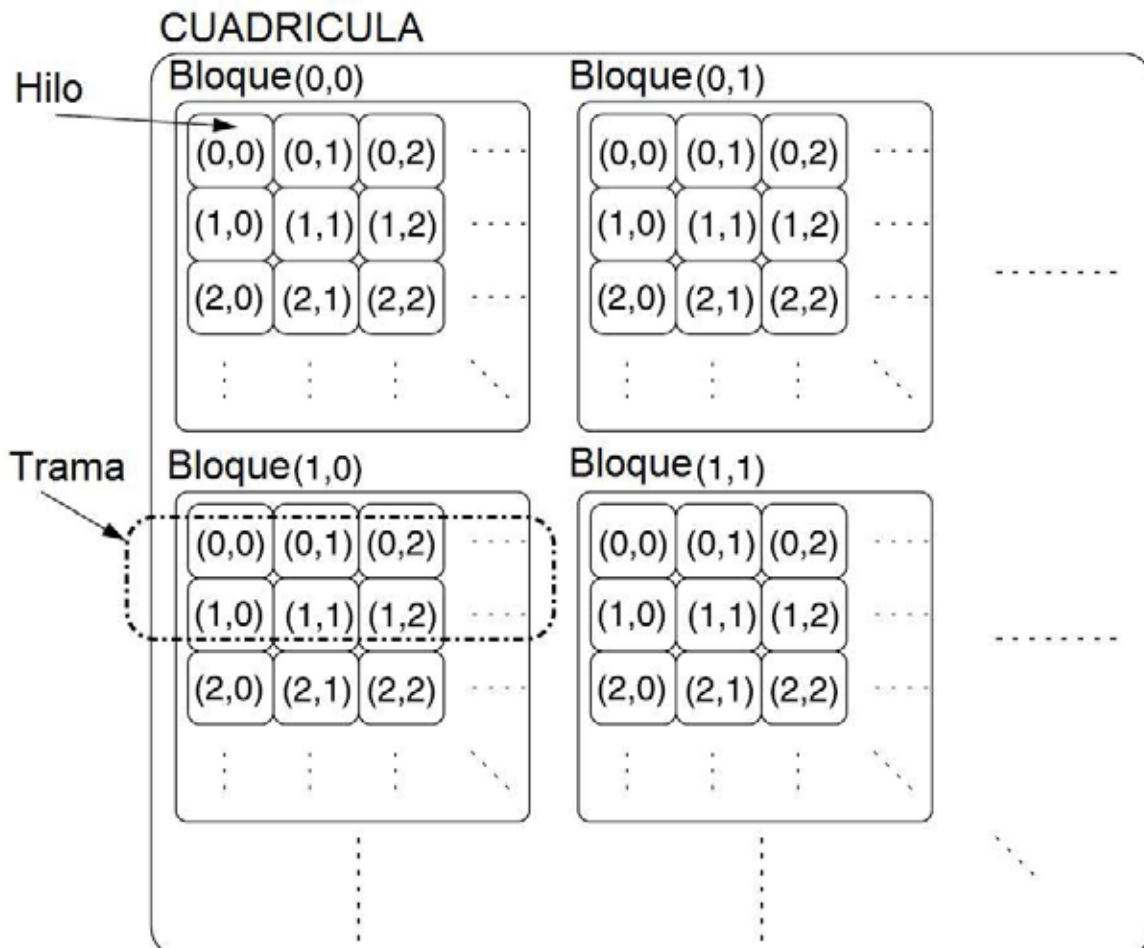 CUADRICULA
Hilo
Bloque(0,0)
(0,0) (0,1) (0,2)
(1,0) (1,1) (1,2)
(2,0) (2,1) (2,2)
Bloque(0,1)
(0,0) (0,1) (0,2)
(1,0) (1,1) (1,2)
(2,0) (2,1) (2,2)
Trama
Bloque(1,0)
(0,0) (0,1) (0,2)
(1,0) (1,1) (1,2)
(2,0) (2,1) (2,2)
Bloque(1,1)
(0,0) (0,1) (0,2)
(1,0) (1,1) (1,2)
(2,0) (2,1) (2,2)